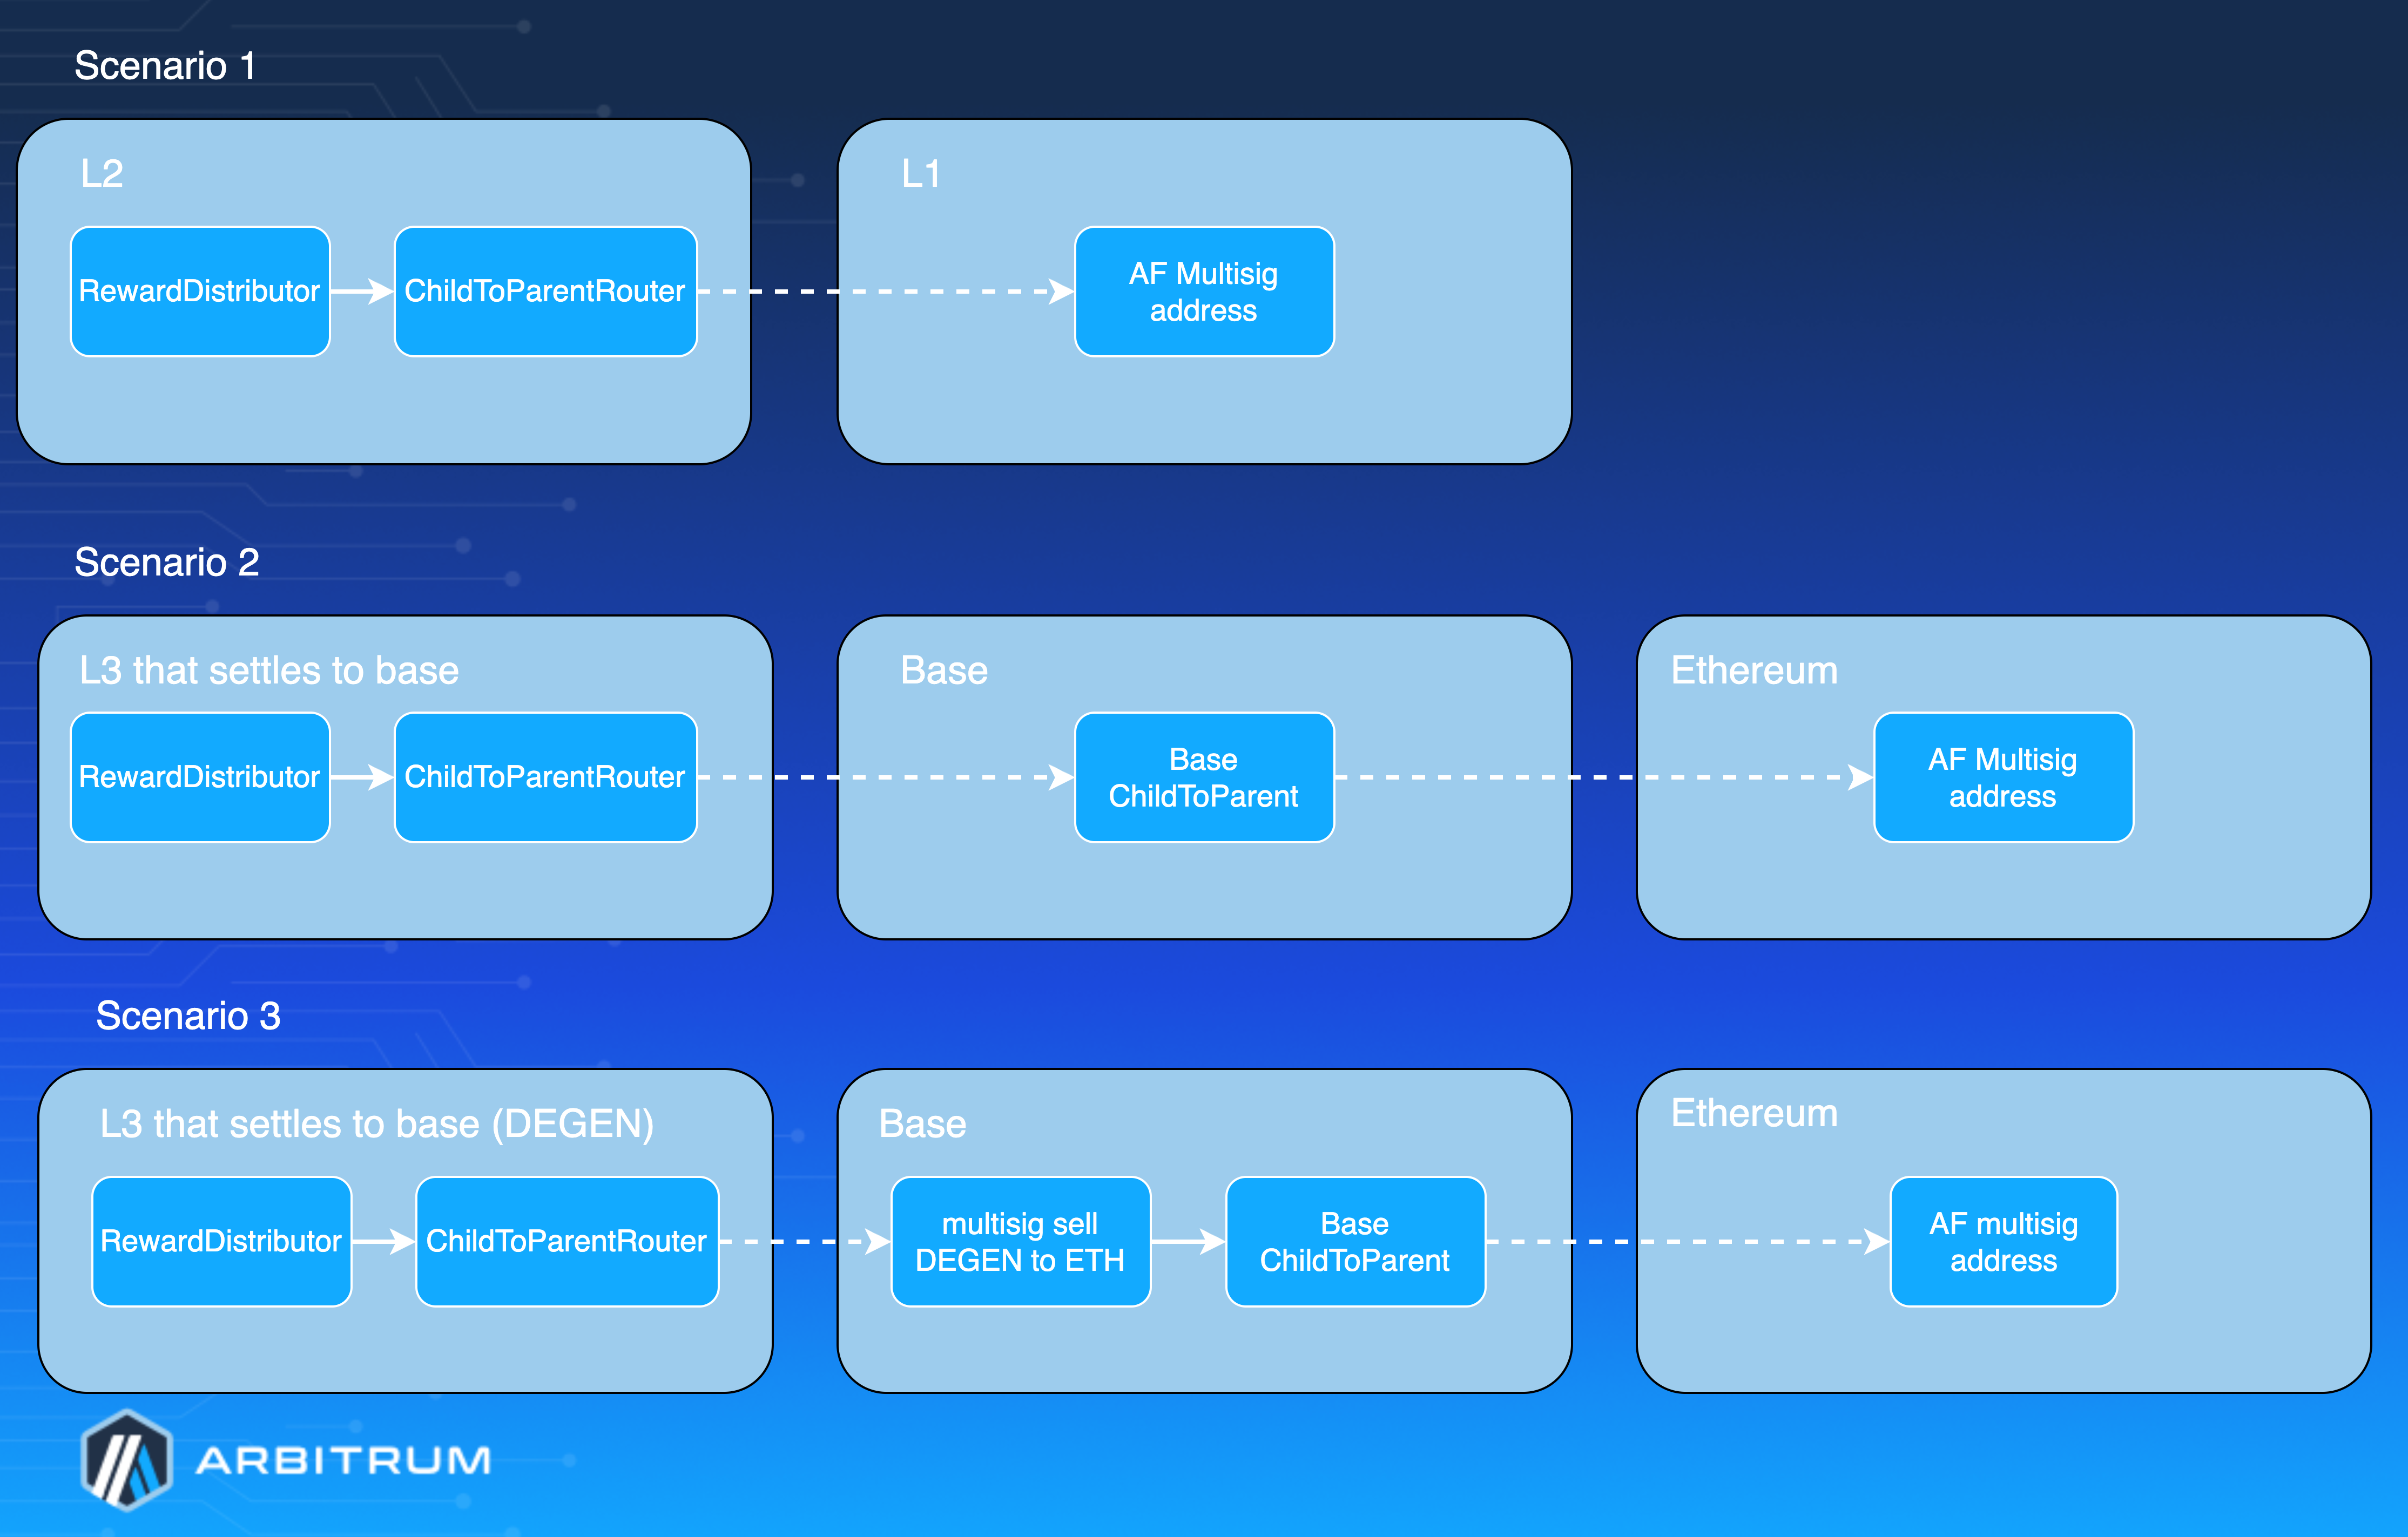 Scenario 1
L2
L1
RewardDistributor
ChildToParentRouter
AF Multisig
address
Scenario 2
L3 that settles to base
Base
Ethereum
RewardDistributor
ChildToParentRouter
Base
ChildToParent
AF Multisig
address
Scenario 3
L3 that settles to base (DEGEN)
Base
Ethereum
RewardDistributor
ChildToParentRouter
multisig sell
DEGEN to ETH
Base
ChildToParent
AF multisig
address
ARBITRUM